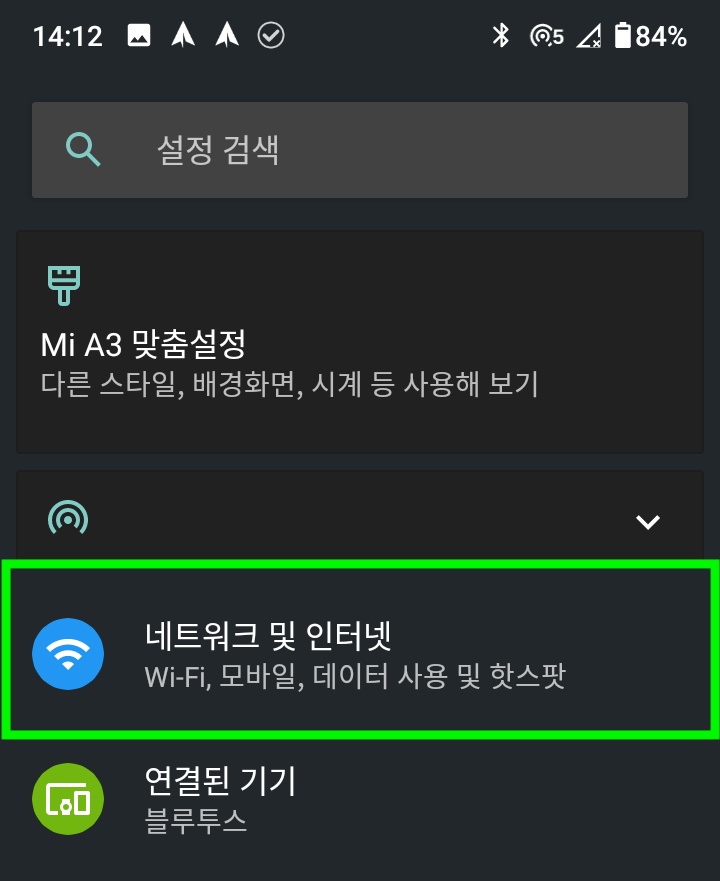 14:12
5
84%
설정 검색
Mi A3 맞춤설정
다른 스타일, 배경화면, 시계 등 사용해 보기
네트워크 및 인터넷
Wi-Fi, 모바일, 데이터 사용 및 핫스팟
연결된 기기
블루투스